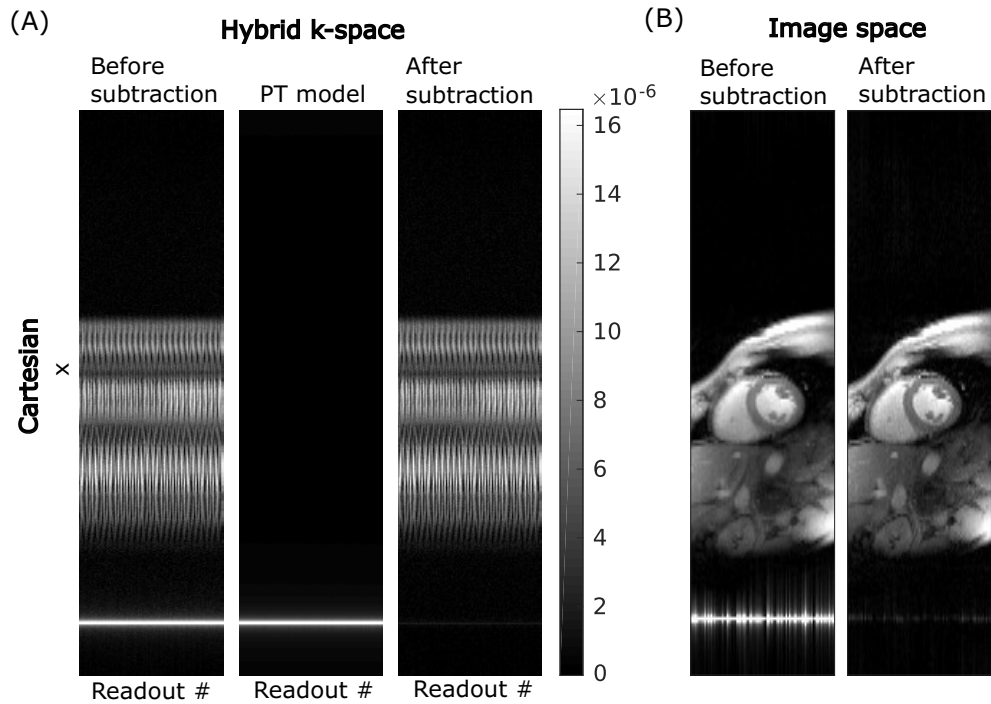 (A)
Hybrid k-space
Before
subtraction
PT model
After
subtraction
×10-6
16
14
12
10
8
6
4
2
0
Cartesian
x
Readout #
Readout #
Readout #
(B)
Image space
Before
subtraction
After
subtraction